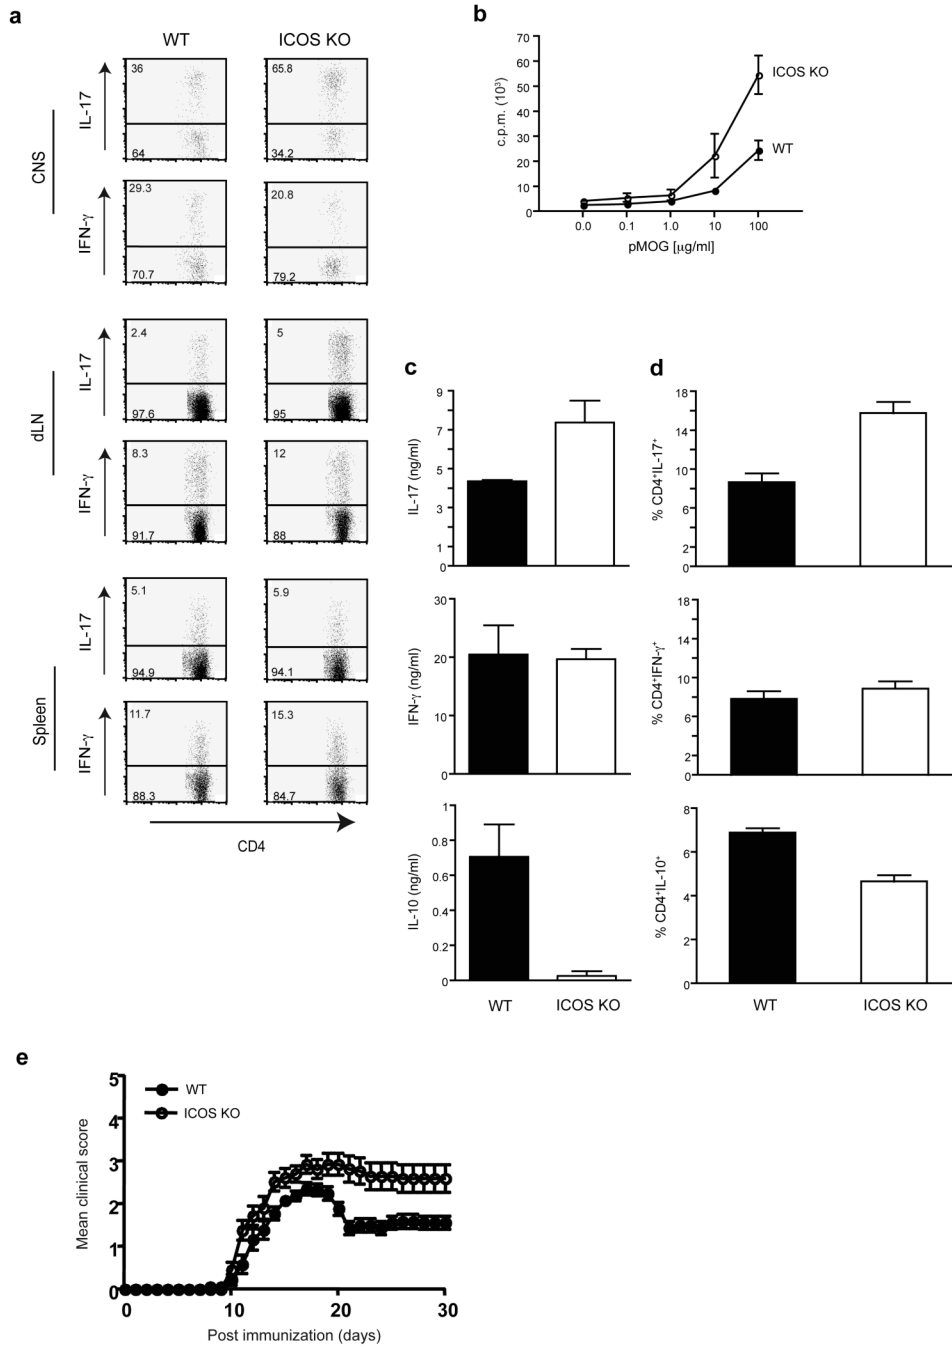 a
WT
ICOS KO
CNS
IL-17
36
64
65.8
34.2
IFN-γ
29.3
70.7
20.8
79.2
dLN
IL-17
2.4
97.6
5
95
IFN-γ
8.3
91.7
12
88
Spleen
IL-17
5.1
94.9
5.9
94.1
IFN-γ
11.7
88.3
15.3
84.7
CD4
b
c.p.m. (10³)
70
60
50
40
30
20
10
0
ICOS KO
WT
0.0 0.1 1.0 10 100
pMOG [μg/ml]
c
IL-17 (ng/ml)
9
7
5
4
3
1
0
IFN-γ (ng/ml)
30
20
10
0
IL-10 (ng/ml)
1
0.8
0.6
0.4
0.2
0
WT ICOS KO
d
% CD4⁺IL-17⁺
18
14
10
8
6
2
0
% CD4⁺IFN-γ⁺
18
14
10
8
6
2
0
% CD4⁺IL-10⁺
8
6
4
2
0
WT ICOS KO
e
Mean clinical score
5
4
3
2
1
0
WT
ICOS KO
0 10 20 30
Post immunization (days)